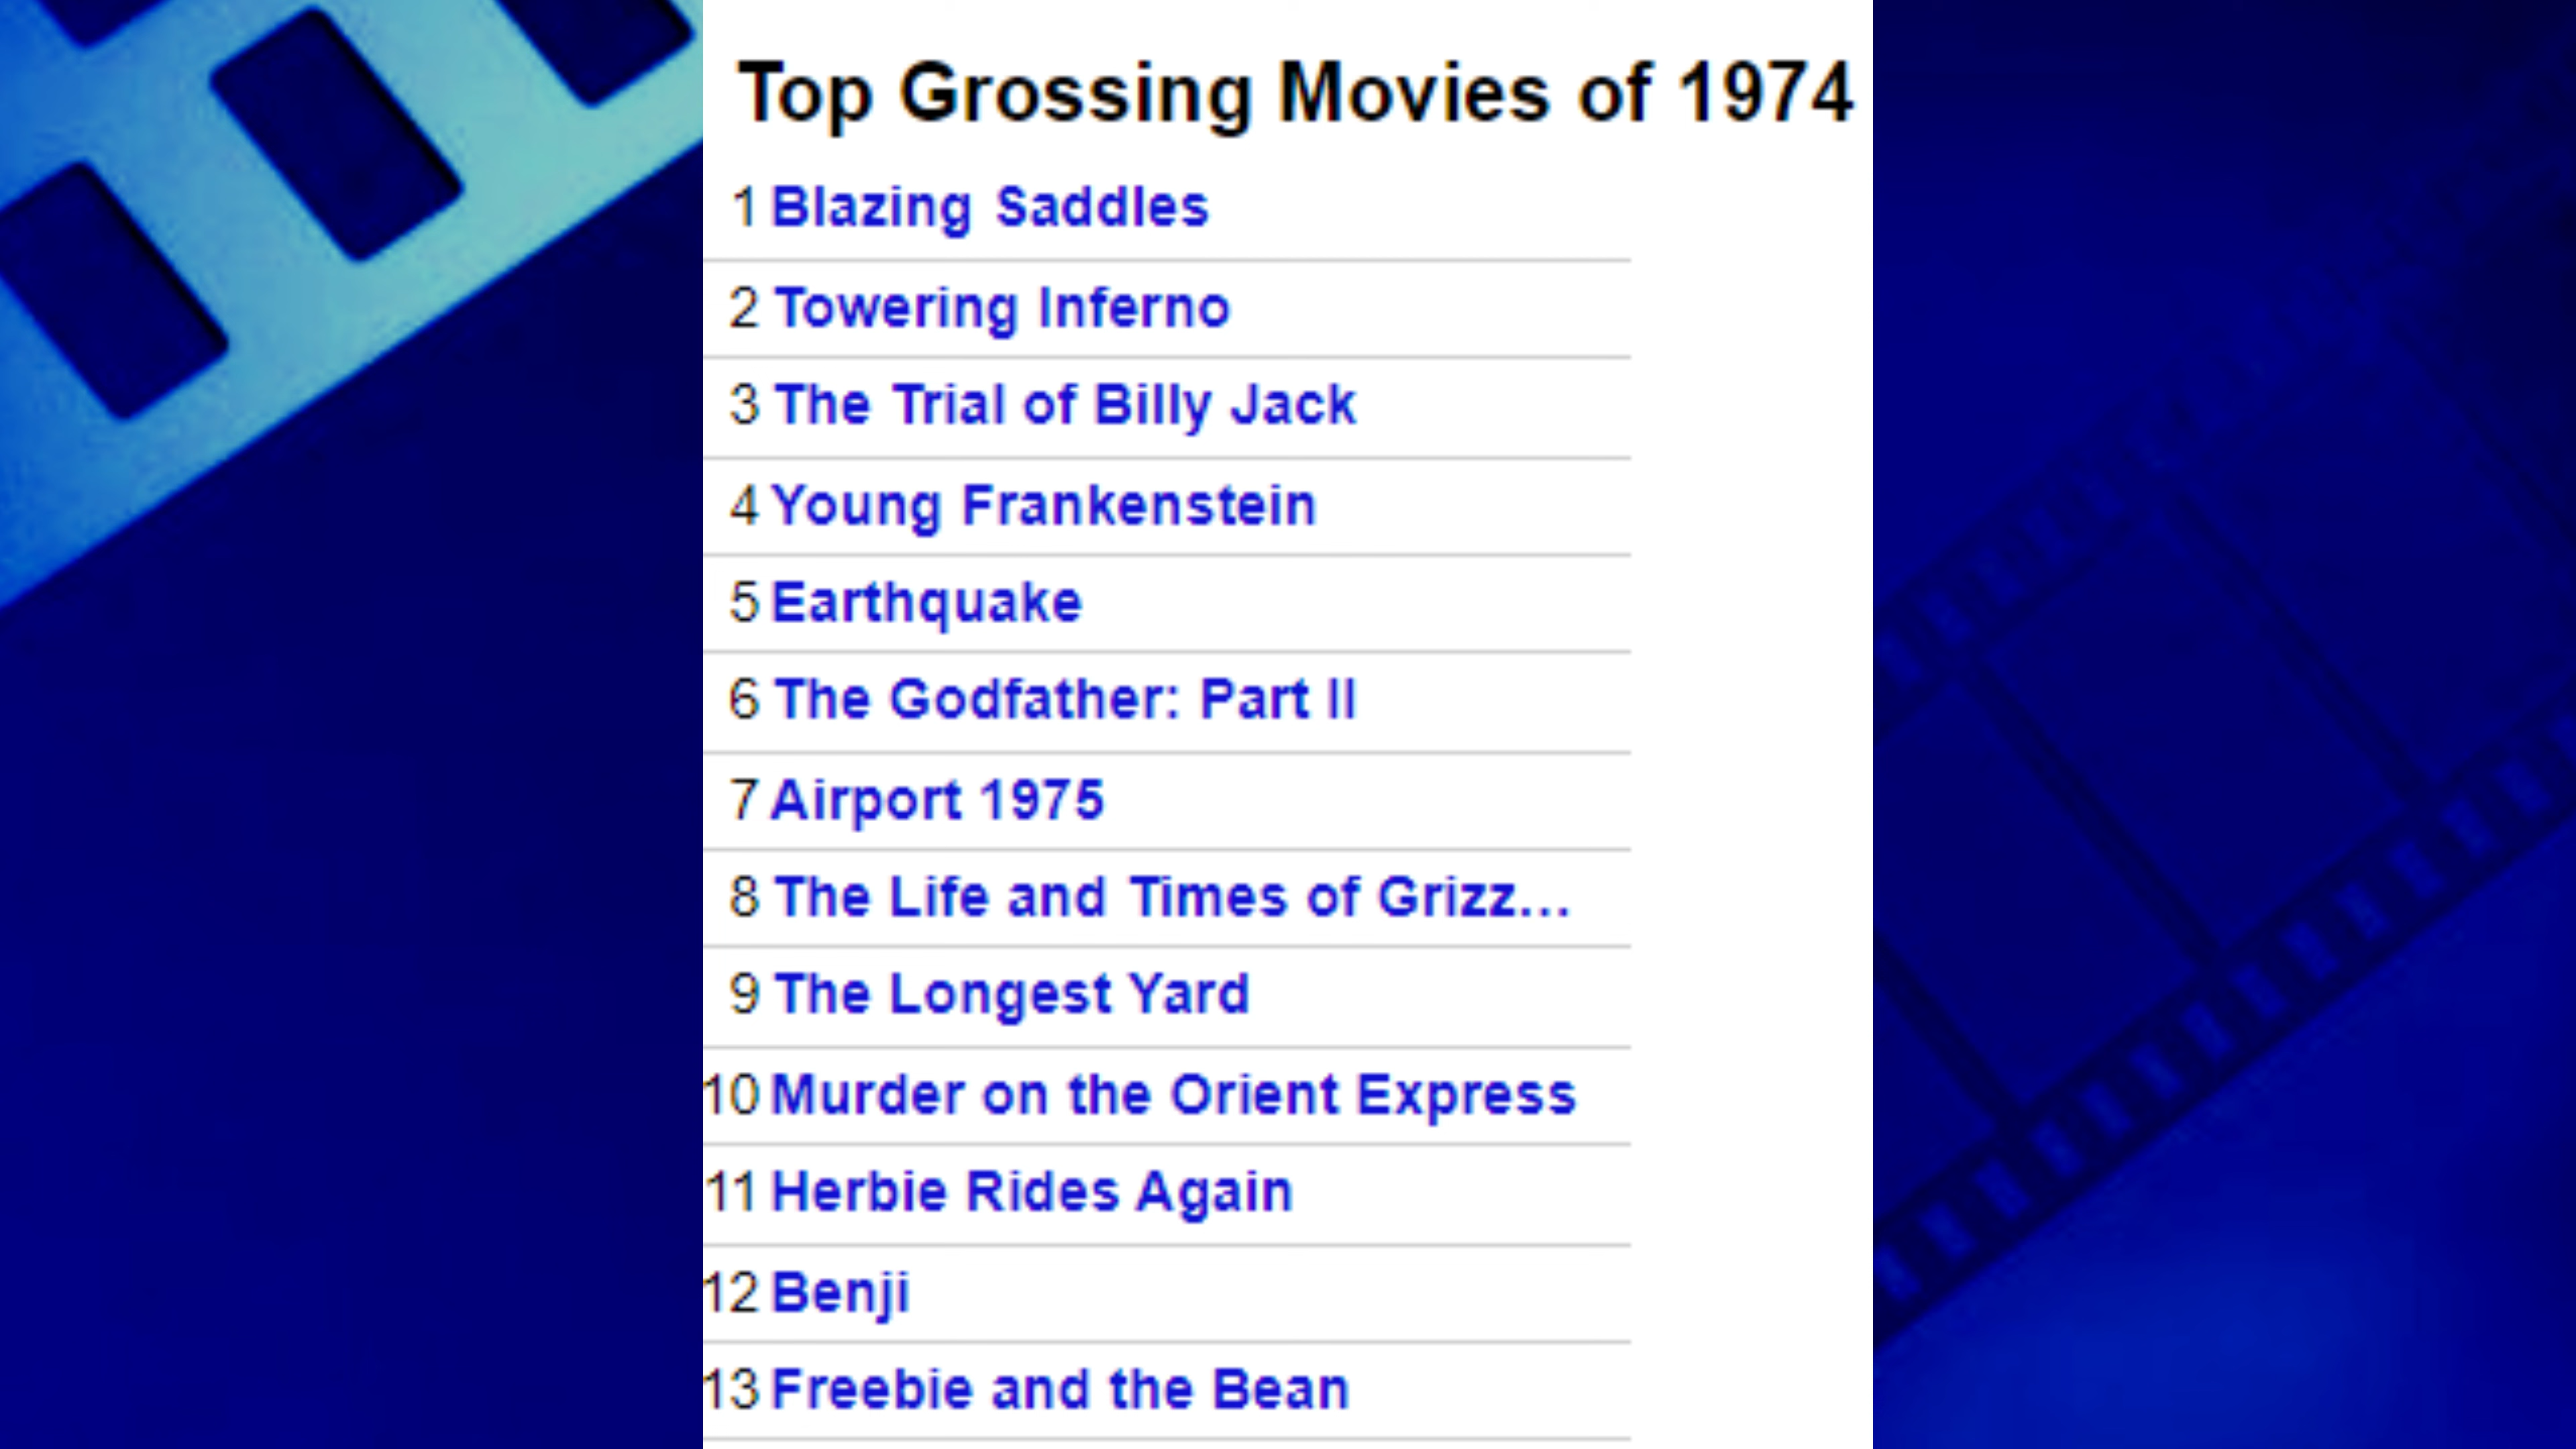 Top Grossing Movies of 1974
1 Blazing Saddles
2 Towering Inferno
3 The Trial of Billy Jack
4 Young Frankenstein
5 Earthquake
6 The Godfather: Part II
7 Airport 1975
8 The Life and Times of Grizz...
9 The Longest Yard
10 Murder on the Orient Express
11 Herbie Rides Again
12 Benji
13 Freebie and the Bean